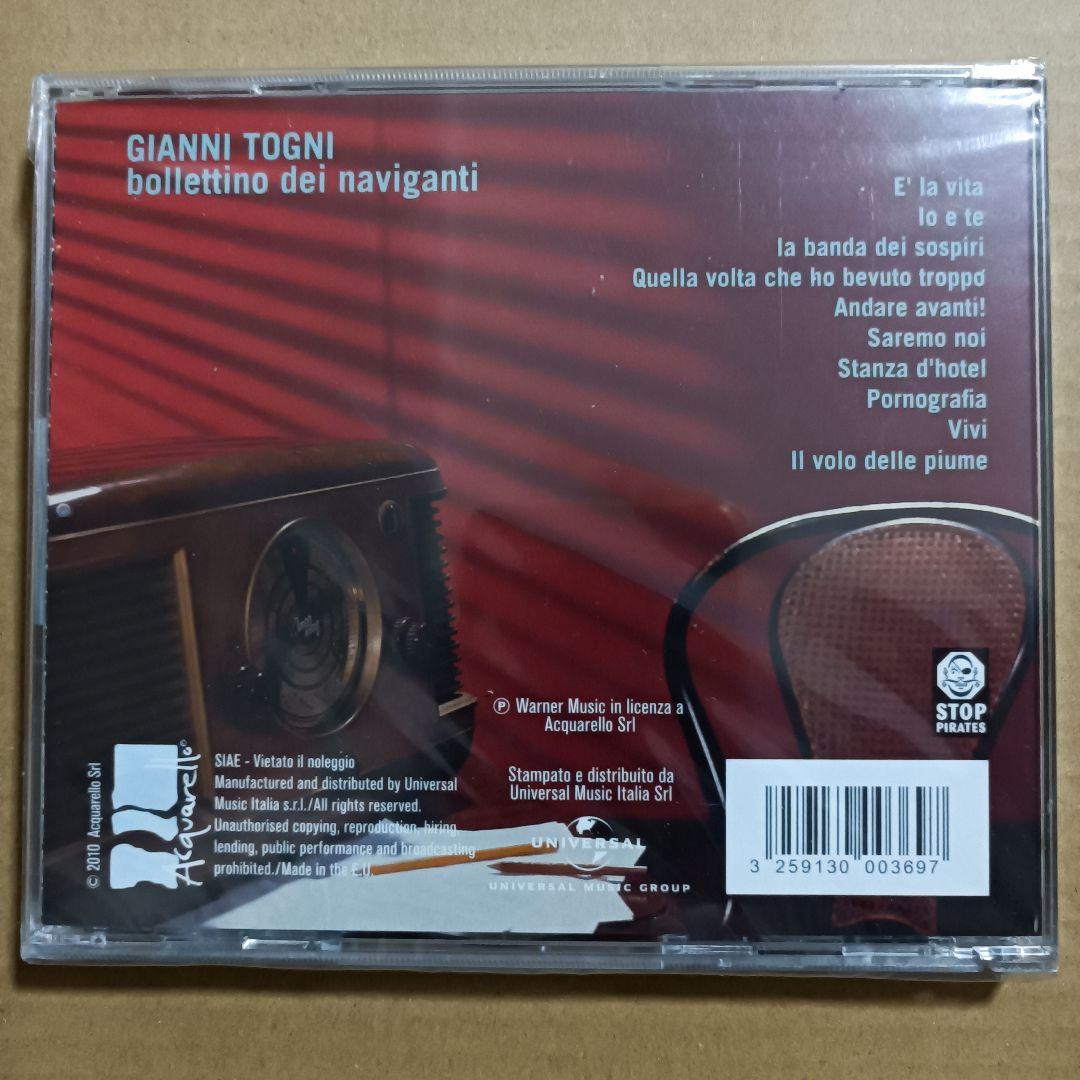 GIANNI TOGNI
bollettino dei naviganti
E' la vita
Io e te
la banda dei sospiri
Quella volta che ho bevuto troppo
Andare avanti!
Saremo noi
Stanza d'hotel
Pornografia
Vivi
Il volo delle piume
℗ Warner Music in licenza a
Acquarello Srl
Stampato e distribuito da
Universal Music Italia Srl
UNIVERSAL
UNIVERSAL MUSIC GROUP
© 2010 Acquarello Srl
Acquarello©
SIAE - Vietato il noleggio
Manufactured and distributed by Universal
Music Italia s.r.l./All rights reserved.
Unauthorised copying, reproduction, hiring,
lending, public performance and broadcasting
prohibited./Made in the E.U.
STOP
PIRATES
3 259130 003697